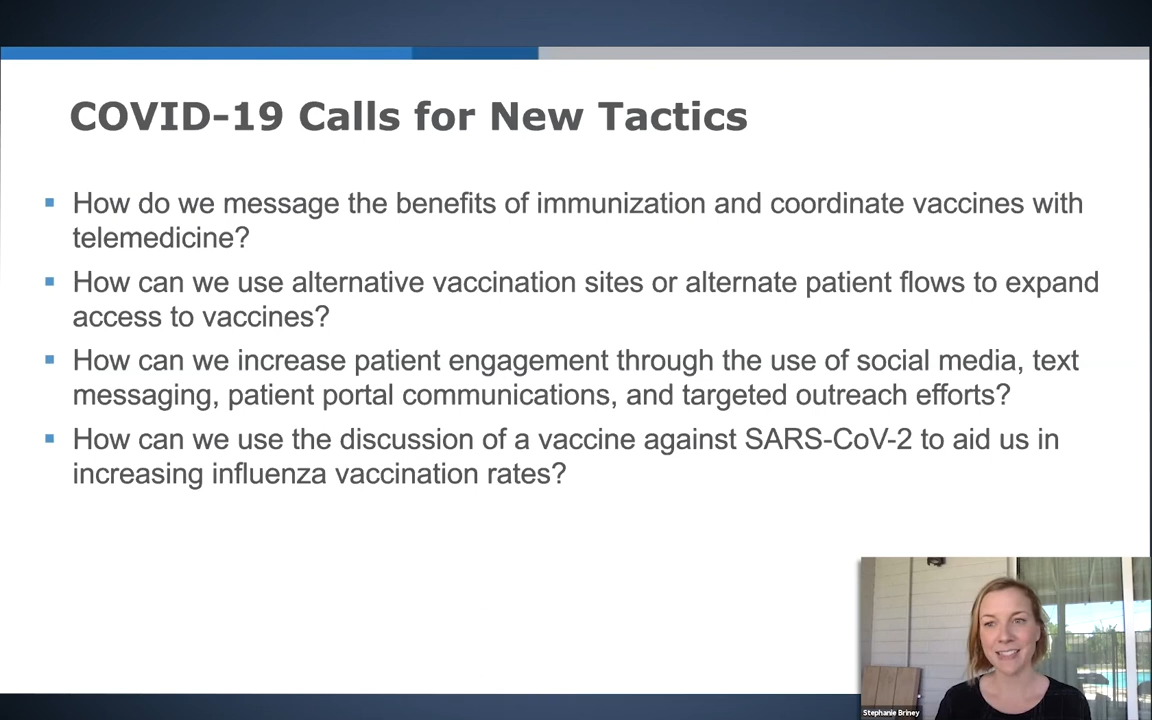 COVID-19 Calls for New Tactics
▪ How do we message the benefits of immunization and coordinate vaccines with
telemedicine?
▪ How can we use alternative vaccination sites or alternate patient flows to expand
access to vaccines?
▪ How can we increase patient engagement through the use of social media, text
messaging, patient portal communications, and targeted outreach efforts?
▪ How can we use the discussion of a vaccine against SARS-CoV-2 to aid us in
increasing influenza vaccination rates?
Stephanie Briney